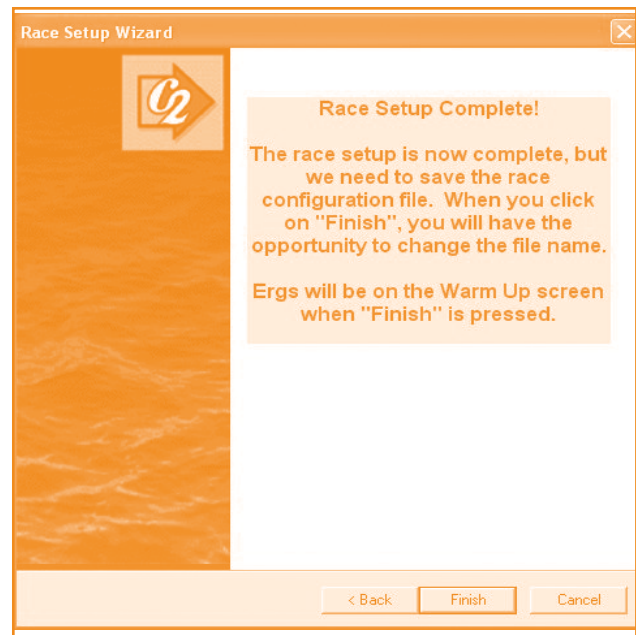 Race Setup Wizard
C2
Race Setup Complete!
The race setup is now complete, but
we need to save the race
configuration file. When you click
on "Finish", you will have the
opportunity to change the file name.
Ergs will be on the Warm Up screen
when "Finish" is pressed.
< Back
Finish
Cancel